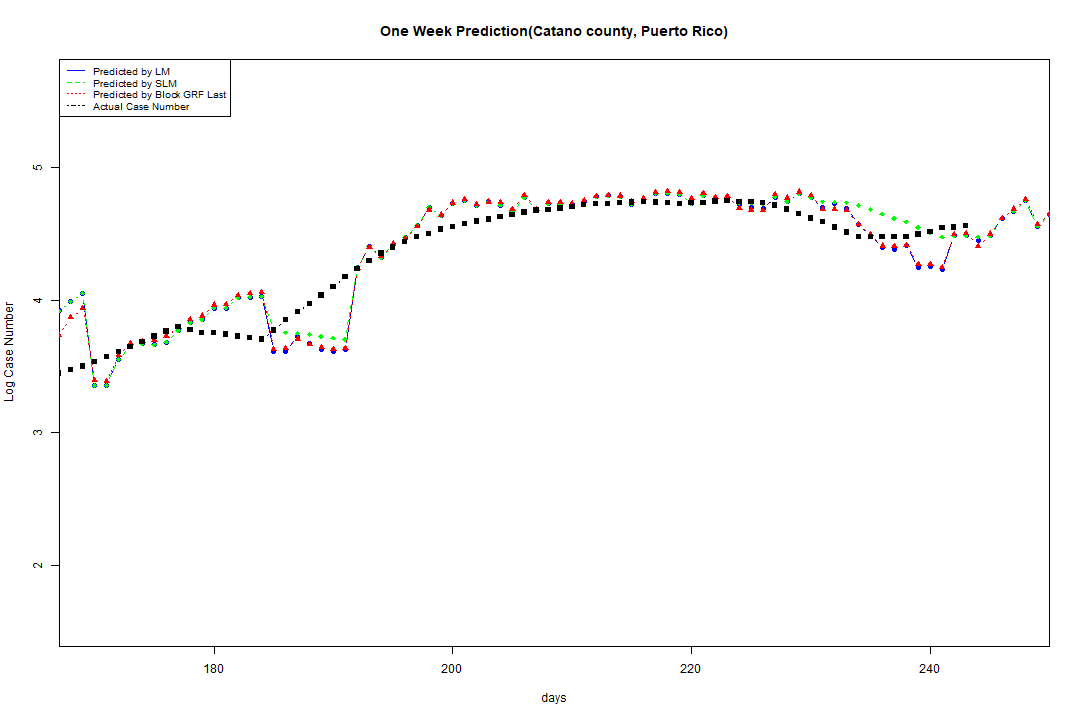 One Week Prediction(Catano county, Puerto Rico)
Predicted by LM
Predicted by SLM
Predicted by Block GRF Last
Actual Case Number
5
4
3
2
Log Case Number
180
200
220
240
days